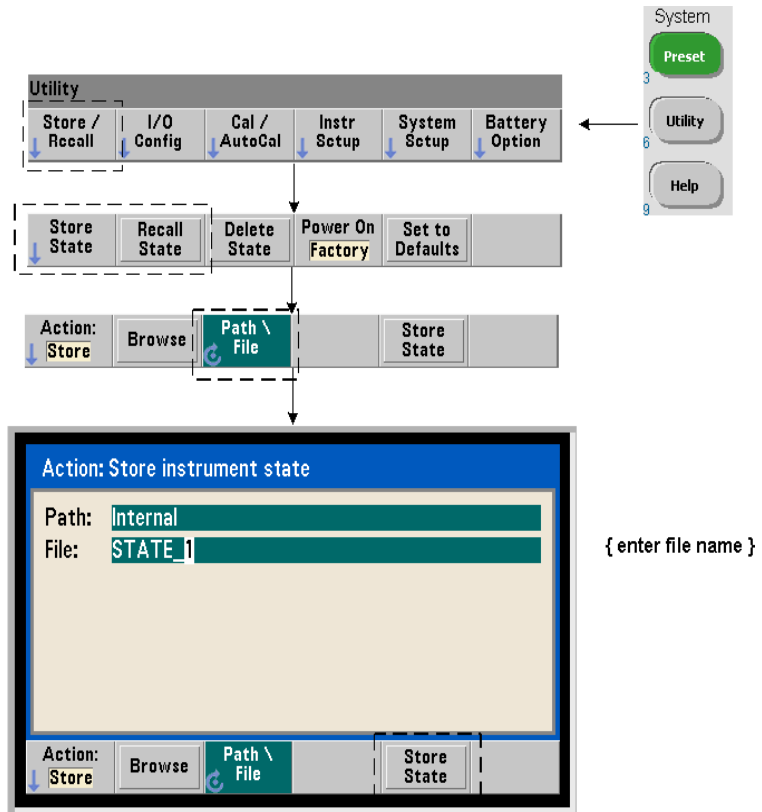 System
Preset
3
Utility
6
Help
9
Utility
Store / Recall
I/O Config
Cal / AutoCal
Instr Setup
System Setup
Battery Option
Store State
Recall State
Delete State
Power On Factory
Set to Defaults
Action: Store
Browse
Path \ File
Store State
Action: Store instrument state
Path: Internal
File: STATE_1
{ enter file name }
Action: Store
Browse
Path \ File
Store State